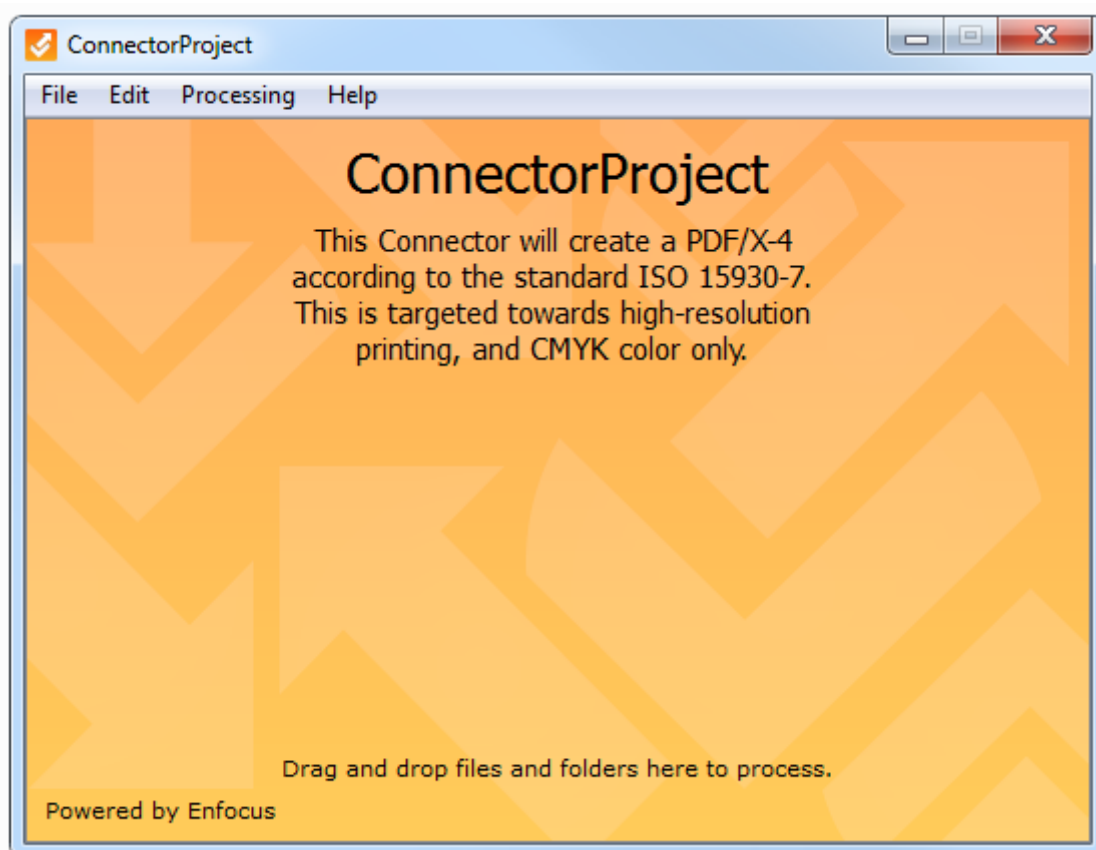 ConnectorProject
File Edit Processing Help
ConnectorProject
This Connector will create a PDF/X-4
according to the standard ISO 15930-7.
This is targeted towards high-resolution
printing, and CMYK color only.
Drag and drop files and folders here to process.
Powered by Enfocus